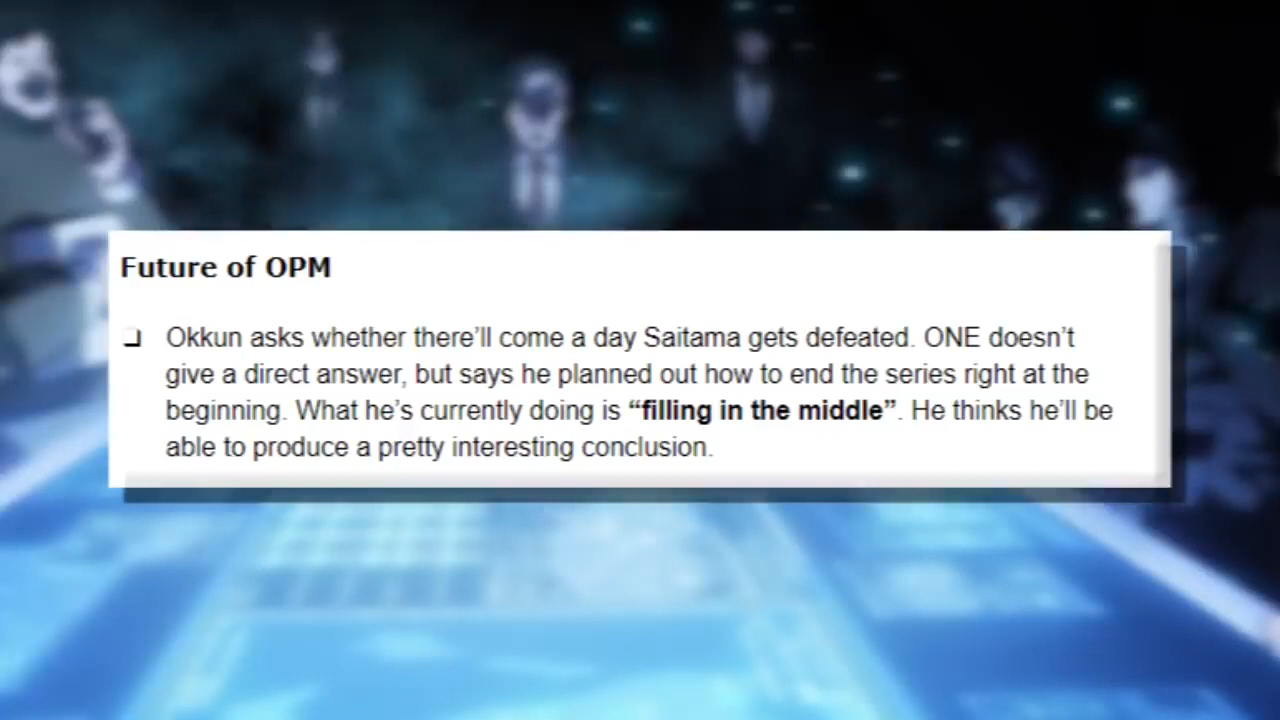 Future of OPM
❏ Okkun asks whether there’ll come a day Saitama gets defeated. ONE doesn’t
give a direct answer, but says he planned out how to end the series right at the
beginning. What he’s currently doing is “filling in the middle”. He thinks he’ll be
able to produce a pretty interesting conclusion.